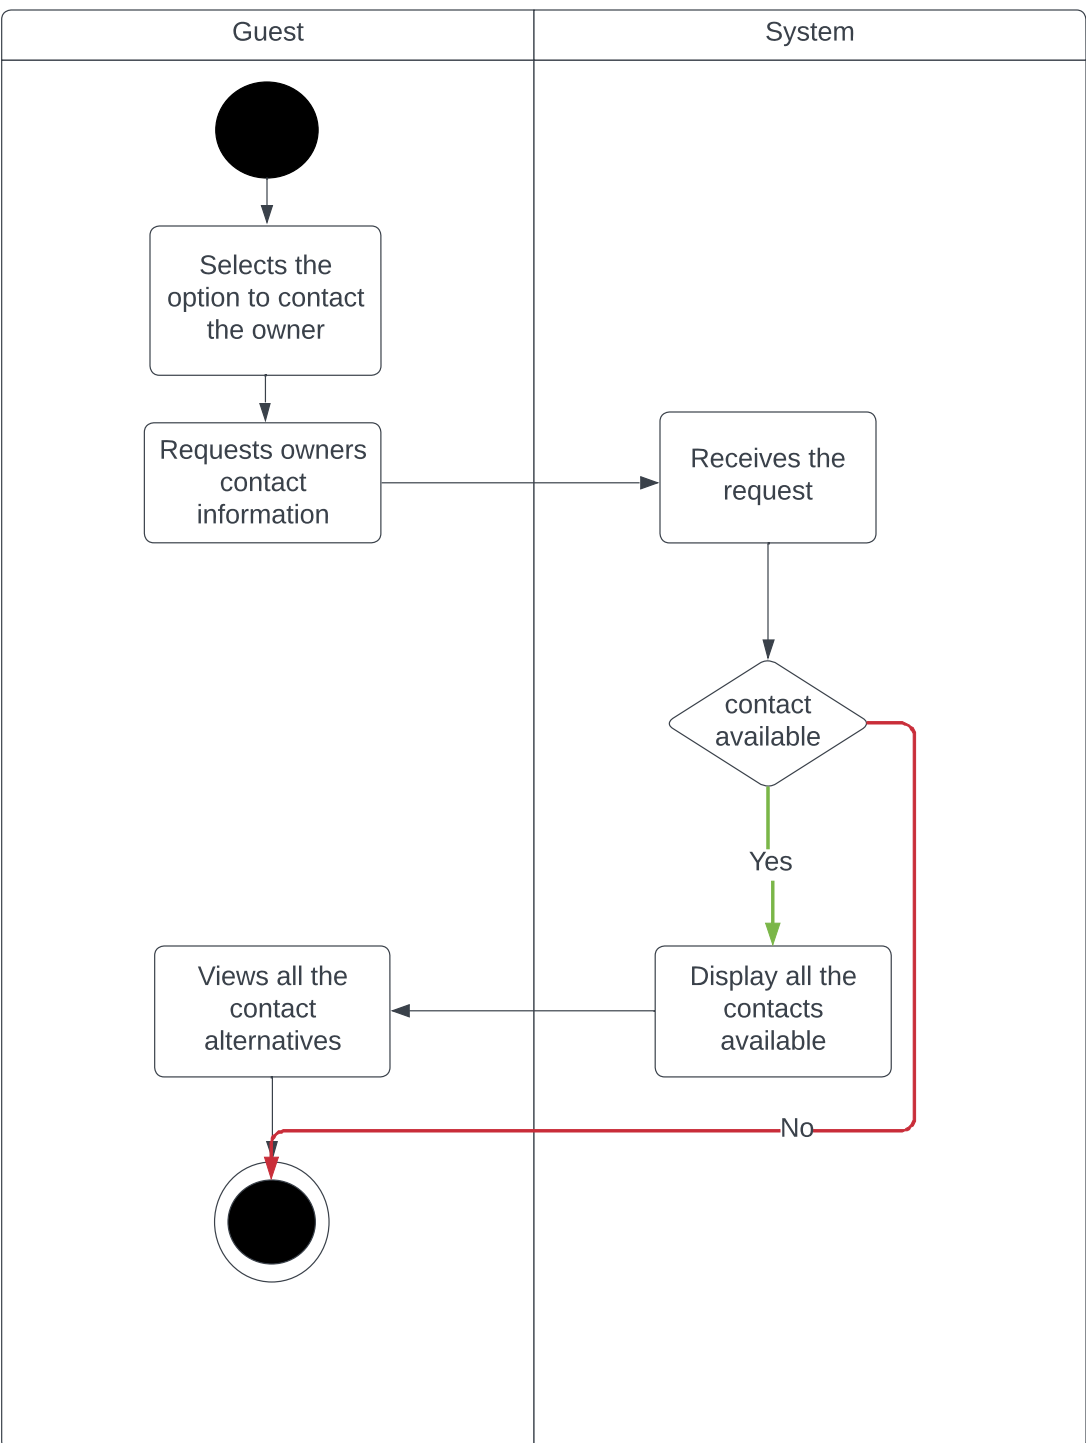 Guest
System
Selects the
option to contact
the owner
Requests owners
contact
information
Receives the
request
contact
available
Yes
Display all the
contacts
available
Views all the
contact
alternatives
No